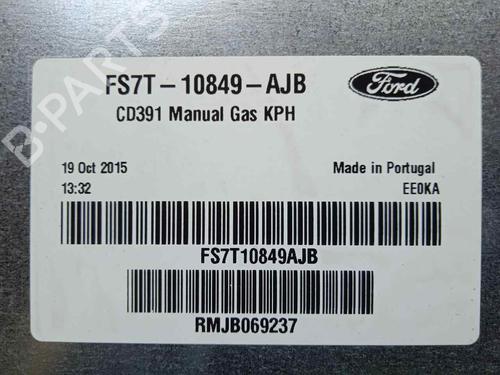 FS7T-10849-AJB
Ford
CD391 Manual Gas KPH
19 Oct 2015
Made in Portugal
13:32
EE0KA
FS7T10849AJB
RMJB069237
B-PARTS